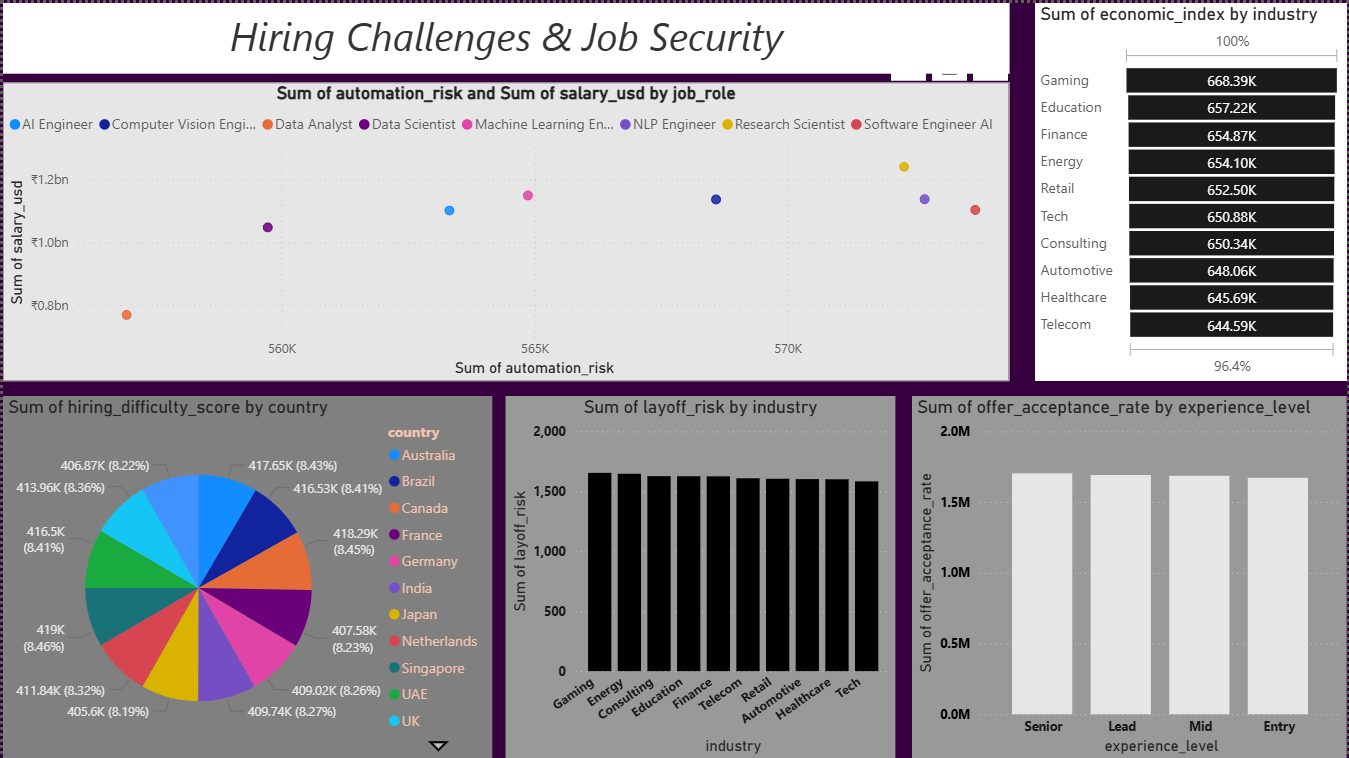 Hiring Challenges & Job Security
Sum of automation_risk and Sum of salary_usd by job_role
AI Engineer Computer Vision Engi... Data Analyst Data Scientist Machine Learning En... NLP Engineer Research Scientist Software Engineer AI
Sum of salary_usd
₹1.2bn
₹1.0bn
₹0.8bn
560K 565K 570K
Sum of automation_risk
Sum of economic_index by industry
100%
Gaming 668.39K
Education 657.22K
Finance 654.87K
Energy 654.10K
Retail 652.50K
Tech 650.88K
Consulting 650.34K
Automotive 648.06K
Healthcare 645.69K
Telecom 644.59K
96.4%
Sum of hiring_difficulty_score by country
417.65K (8.43%)
416.53K (8.41%)
418.29K
(8.45%)
407.58K
(8.23%)
409.02K (8.26%)
409.74K (8.27%)
405.6K (8.19%)
411.84K (8.32%)
419K
(8.46%)
416.5K
(8.41%)
413.96K (8.36%)
406.87K (8.22%)
country
Australia
Brazil
Canada
France
Germany
India
Japan
Netherlands
Singapore
UAE
UK
Sum of layoff_risk by industry
Sum of layoff_risk
2,000
1,500
1,000
500
0
Gaming Energy Consulting Education Finance Telecom Retail Automotive Healthcare Tech
industry
Sum of offer_acceptance_rate by experience_level
Sum of offer_acceptance_rate
2.0M
1.5M
1.0M
0.5M
0.0M
Senior Lead Mid Entry
experience_level